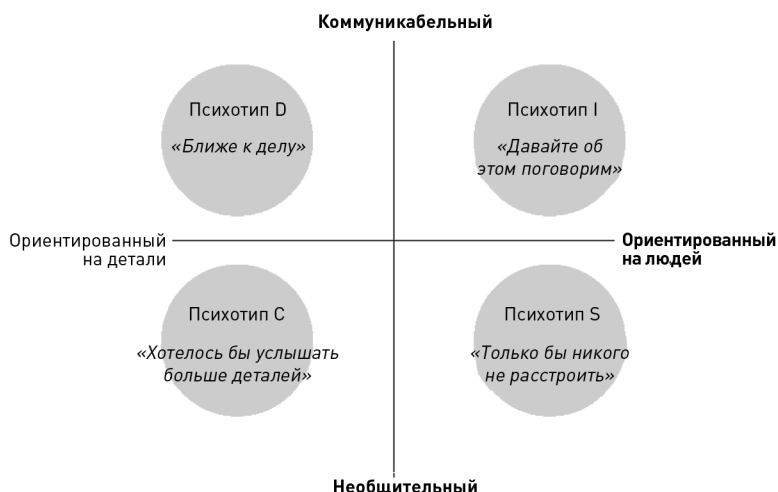 Коммуникабельный
Психотип D
«Ближе к делу»
Психотип I
«Давайте об
этом поговорим»
Ориентированный
на детали
Ориентированный
на людей
Психотип C
«Хотелось бы услышать
больше деталей»
Психотип S
«Только бы никого
не расстроить»
Необщительный